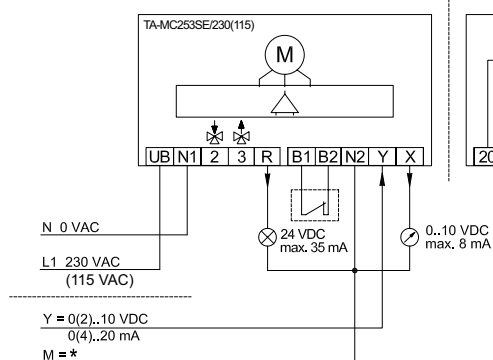 TA-MC253SE/230(115)
M
UB N1 2 3 R B1 B2 N2 Y X 20
N 0 VAC
24 VDC
max. 35 mA
0..10 VDC
max. 8 mA
L1 230 VAC
(115 VAC)
Y = 0(2)..10 VDC
0(4)..20 mA
M = *